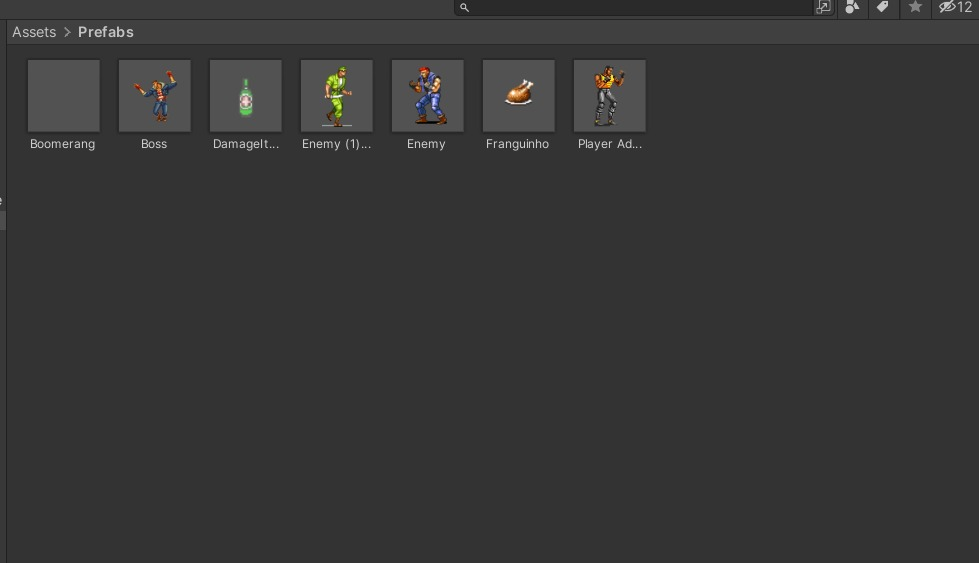 12
Assets > Prefabs
Boomerang
Boss
DamageIt...
Enemy (1)...
Enemy
Franguinho
Player Ad...